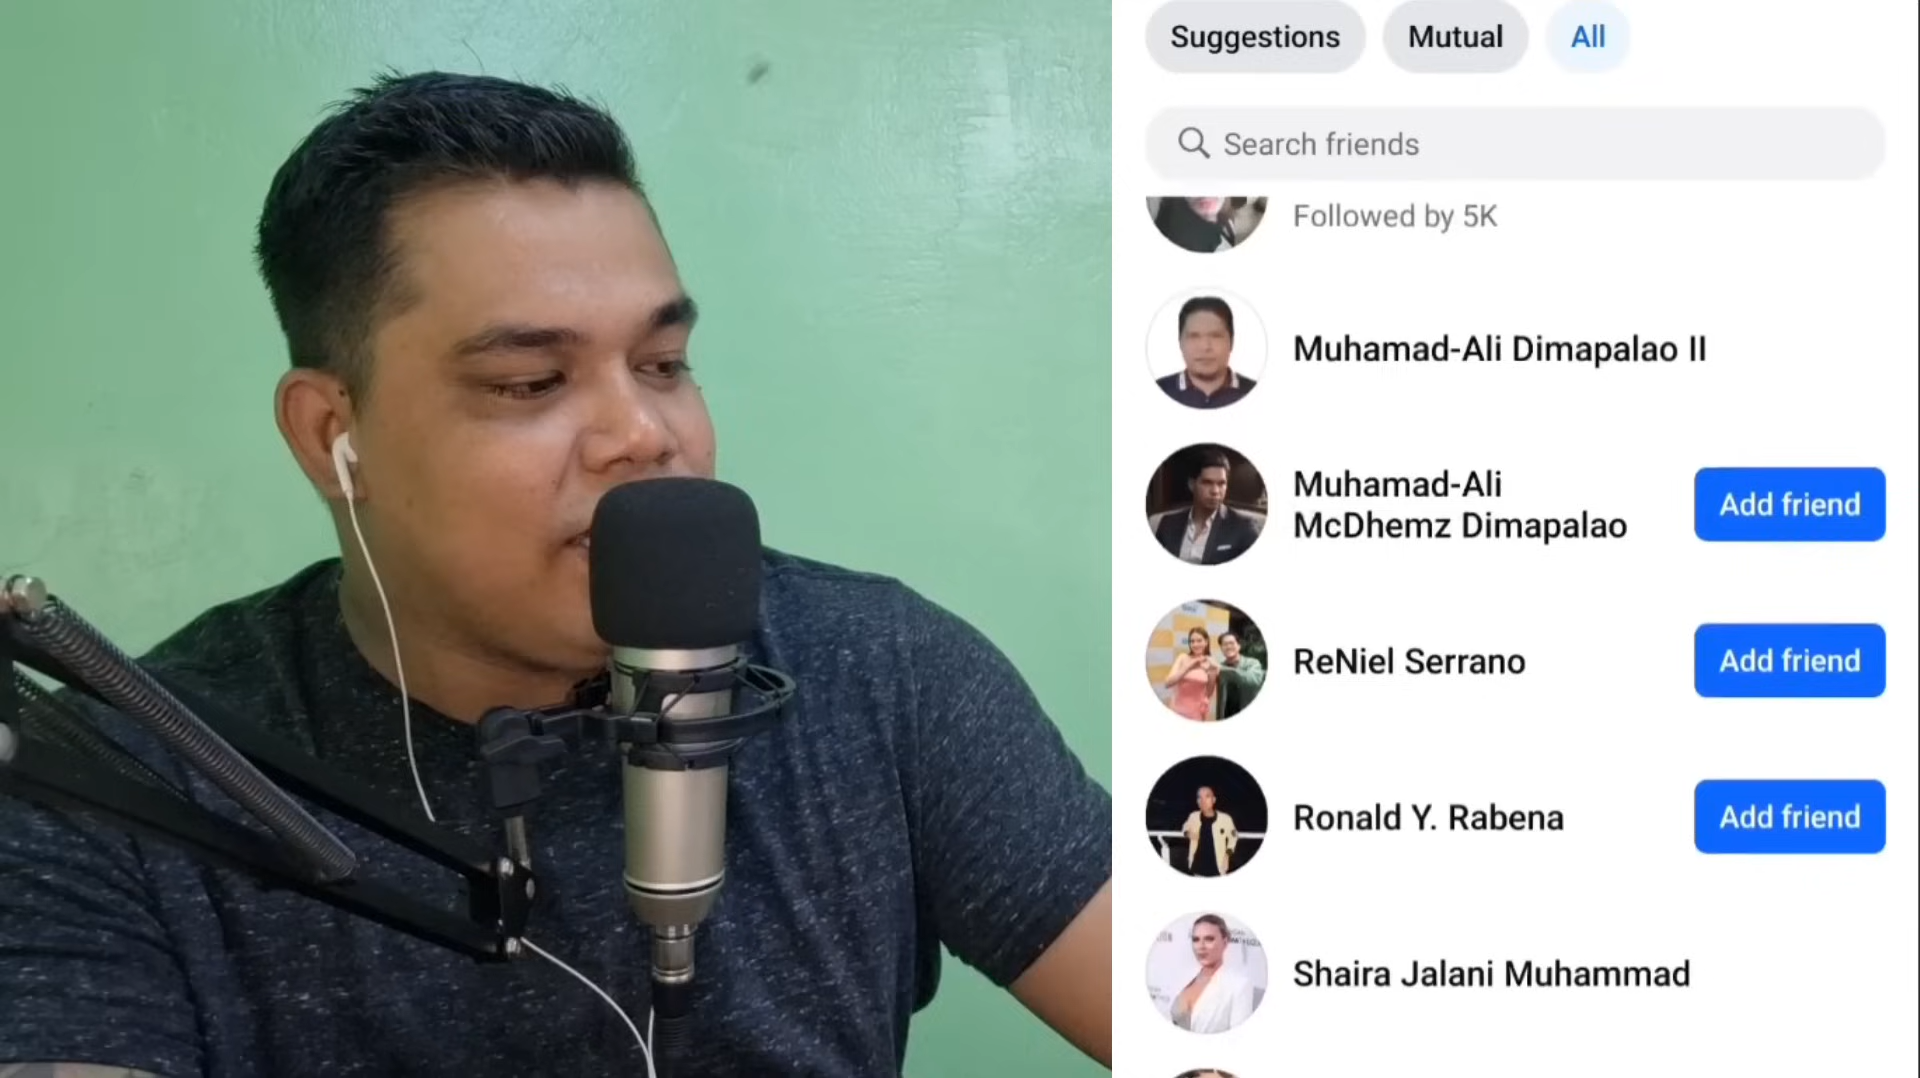 Suggestions
Mutual
All
Search friends
Followed by 5K
Muhamad-Ali Dimapalao II
Muhamad-Ali
McDhemz Dimapalao
Add friend
ReNiel Serrano
Add friend
Ronald Y. Rabena
Add friend
Shaira Jalani Muhammad